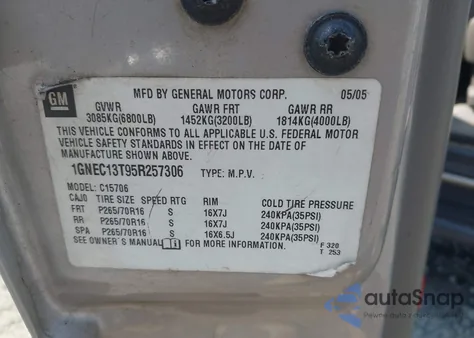 GM
MFD BY GENERAL MOTORS CORP. 05/05
GVWR GAWR FRT GAWR RR
3085KG(6800LB) 1452KG(3200LB) 1814KG(4000LB)
THIS VEHICLE CONFORMS TO ALL APPLICABLE U.S. FEDERAL MOTOR
VEHICLE SAFETY STANDARDS IN EFFECT ON THE DATE OF
MANUFACTURE SHOWN ABOVE.
1GNEC13T95R257306 TYPE: M.P.V.
MODEL: C15706
CAJO TIRE SIZE SPEED RTG RIM COLD TIRE PRESSURE
FRT P265/70R16 S 16X7J 240KPA(35PSI)
RR P265/70R16 S 16X7J 240KPA(35PSI)
SPA P265/70R16 S 16X6.5J 240KPA(35PSI)
SEE OWNER'S MANUAL FOR MORE INFORMATION. F 320
T 253
autoSnap